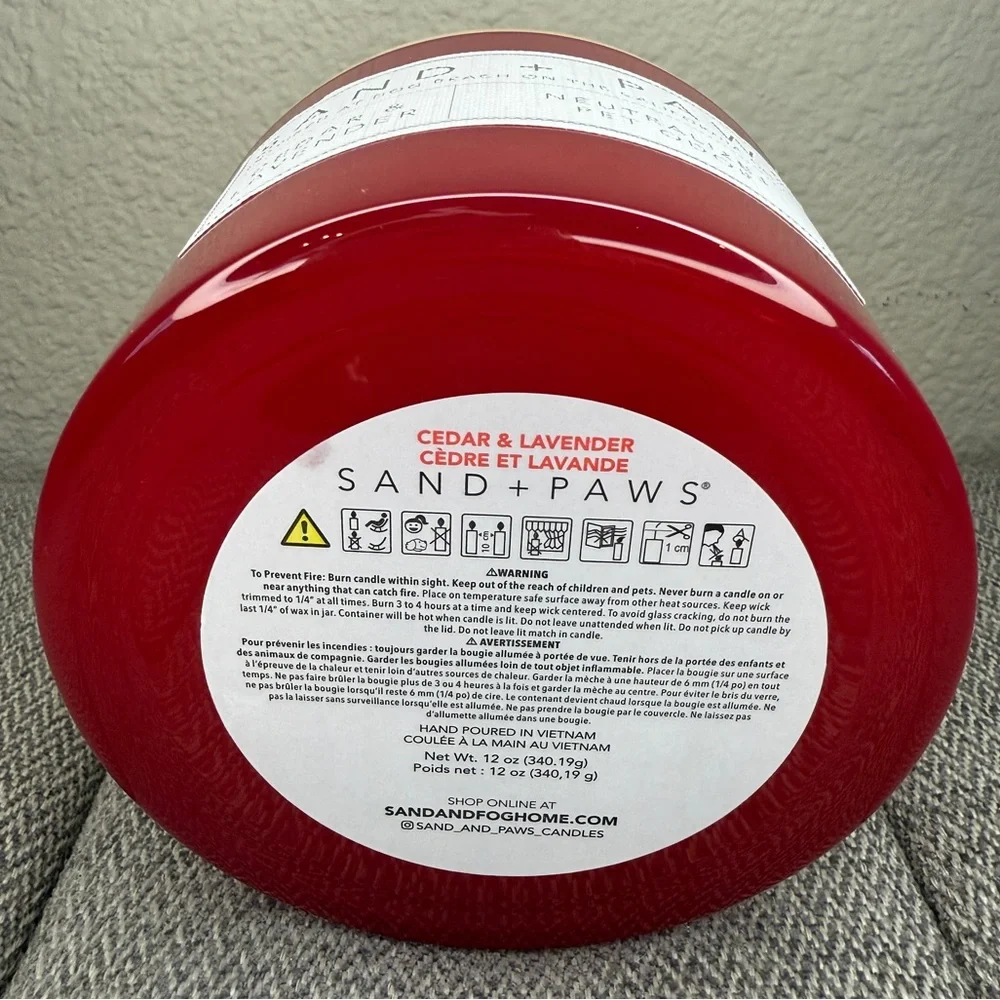 AND + PA
CEDAR & LAVENDER
CÈDRE ET LAVANDE
SAND + PAWS®
10 cm
1 cm
⚠WARNING
To Prevent Fire: Burn candle within sight. Keep out of the reach of children and pets. Never burn a candle on or
near anything that can catch fire. Place on temperature safe surface away from other heat sources. Keep wick
trimmed to 1/4” at all times. Burn 3 to 4 hours at a time and keep wick centered. To avoid glass cracking, do not burn the
last 1/4” of wax in jar. Container will be hot when candle is lit. Do not leave unattended when lit. Do not pick up candle by
the lid. Do not leave lit match in candle.
⚠ AVERTISSEMENT
Pour prévenir les incendies : toujours garder la bougie allumée à portée de vue. Tenir hors de la portée des enfants et
des animaux de compagnie. Garder les bougies allumées loin de tout objet inflammable. Placer la bougie sur une surface
à l'épreuve de la chaleur et tenir loin d'autres sources de chaleur. Garder la mèche à une hauteur de 6 mm (1/4 po) en tout
temps. Ne pas faire brûler la bougie plus de 3 ou 4 heures à la fois et garder la mèche au centre. Pour éviter le bris du verre,
ne pas brûler la bougie lorsqu'il reste 6 mm (1/4 po) de cire. Le contenant devient chaud lorsque la bougie est allumée. Ne
pas la laisser sans surveillance lorsqu'elle est allumée. Ne pas prendre la bougie par le couvercle. Ne laissez pas
d'allumette allumée dans une bougie.
HAND POURED IN VIETNAM
COULÉE À LA MAIN AU VIETNAM
Net Wt. 12 oz (340.19g)
Poids net : 12 oz (340,19 g)
SHOP ONLINE AT
SANDANDFOGHOME.COM
SAND_AND_PAWS_CANDLES